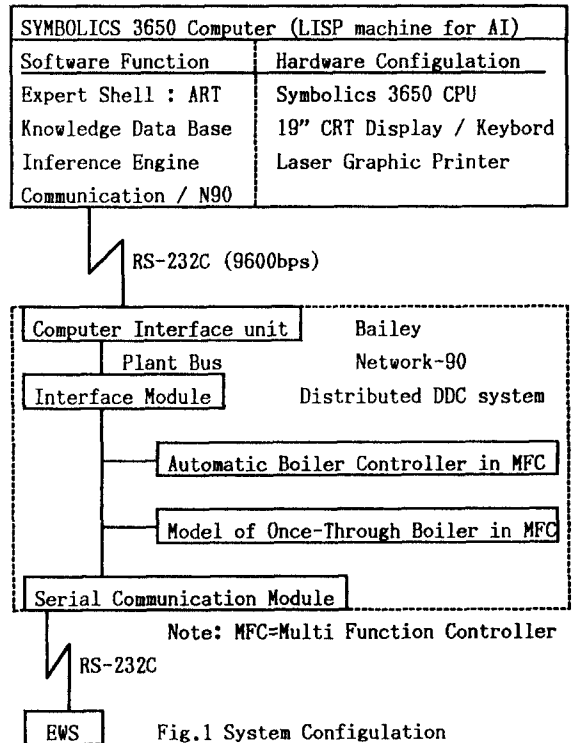 SYMBOLICS 3650 Computer (LISP machine for AI)
Software Function Hardware Configulation
Expert Shell : ART Symbolics 3650 CPU
Knowledge Data Base 19" CRT Display / Keybord
Inference Engine Laser Graphic Printer
Communication / N90
RS-232C (9600bps)
Computer Interface unit Bailey
Plant Bus Network-90
Interface Module Distributed DDC system
Automatic Boiler Controller in MFC
Model of Once-Through Boiler in MFC
Serial Communication Module
Note: MFC=Multi Function Controller
RS-232C
EWS Fig.1 System Configulation